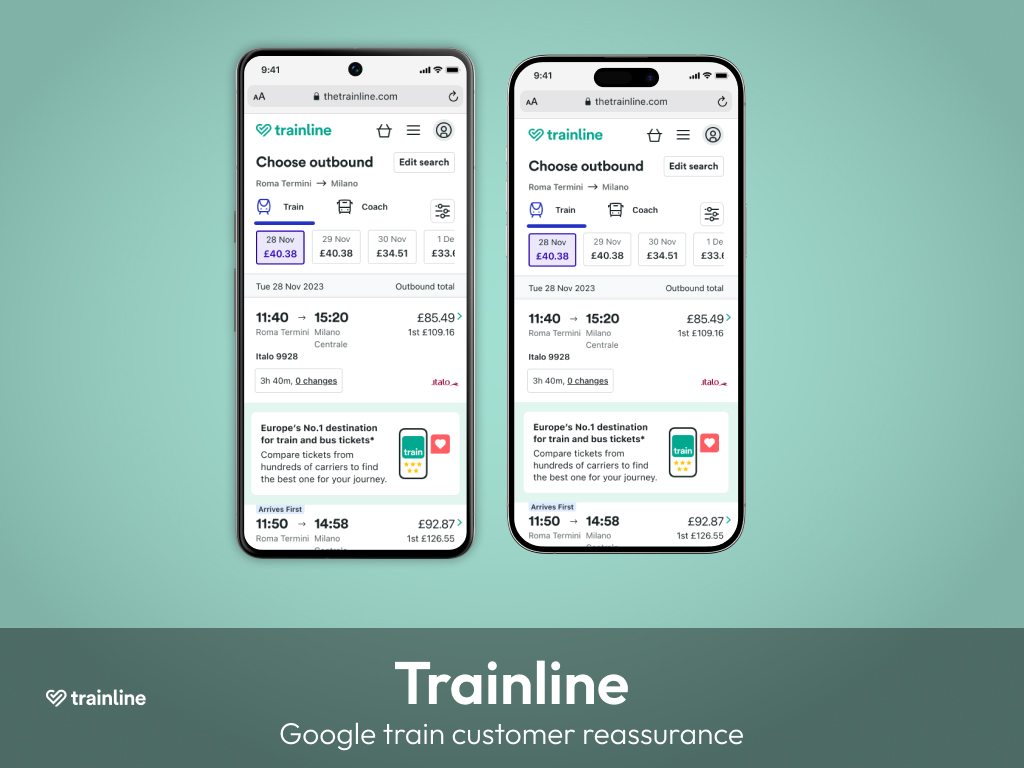 9:41
AA
thetrainline.com
trainline
Choose outbound
Edit search
Roma Termini → Milano
Train
Coach
28 Nov
£40.38
29 Nov
£40.38
30 Nov
£34.51
1 De
£33.6
Tue 28 Nov 2023
Outbound total
11:40 → 15:20
£85.49
Roma Termini
Milano
Centrale
1st £109.16
Italo 9928
3h 40m, 0 changes
italo
Europe's No.1 destination
for train and bus tickets*
Compare tickets from
hundreds of carriers to find
the best one for your journey.
train
Arrives First
11:50 → 14:58
£92.87
Roma Termini
Milano
1st £126.55
9:41
AA
thetrainline.com
trainline
Choose outbound
Edit search
Roma Termini → Milano
Train
Coach
28 Nov
£40.38
29 Nov
£40.38
30 Nov
£34.51
1 De
£33.6
Tue 28 Nov 2023
Outbound total
11:40 → 15:20
£85.49
Roma Termini
Milano
Centrale
1st £109.16
Italo 9928
3h 40m, 0 changes
italo
Europe's No.1 destination
for train and bus tickets*
Compare tickets from
hundreds of carriers to find
the best one for your journey.
train
Arrives First
11:50 → 14:58
£92.87
Roma Termini
Milano
1st £126.55
trainline
Trainline
Google train customer reassurance